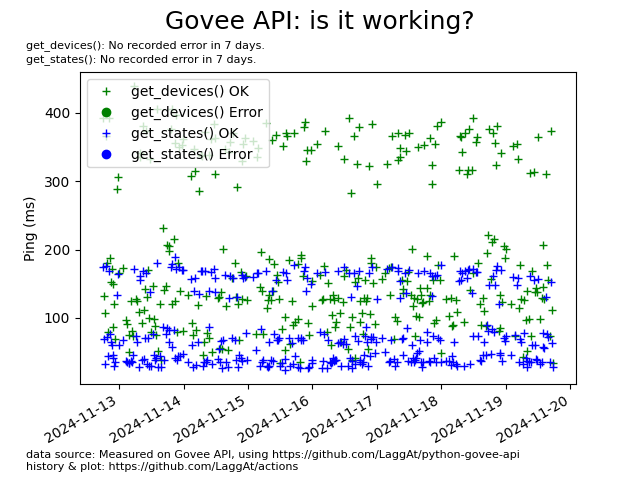 Govee API: is it working?
get_devices(): No recorded error in 7 days.
get_states(): No recorded error in 7 days.
get_devices() OK
get_devices() Error
get_states() OK
get_states() Error
400
300
200
100
Ping (ms)
2024-11-13
2024-11-14
2024-11-15
2024-11-16
2024-11-17
2024-11-18
2024-11-19
2024-11-20
data source: Measured on Govee API, using https://github.com/LaggAt/python-govee-api
history & plot: https://github.com/LaggAt/actions